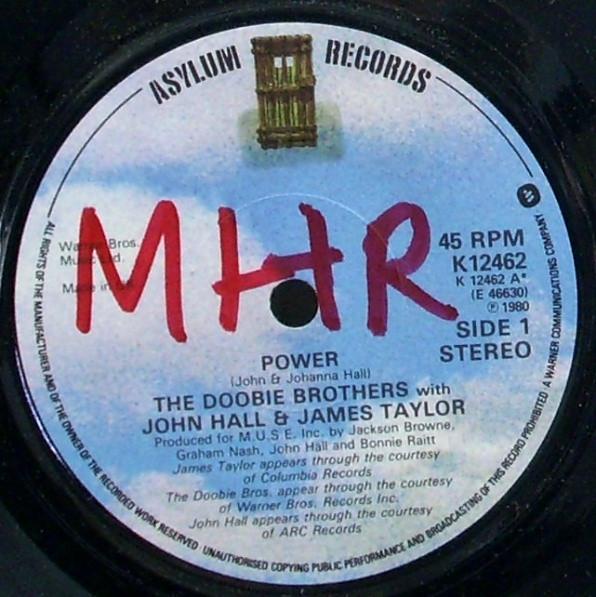 ASYLUM RECORDS
MHR
Warner Bros.
Music Ltd.
Made in
45 RPM
K12462
K 12462 A*
(E 46630)
℗ 1980
SIDE 1
STEREO
POWER
(John & Johanna Hall)
THE DOOBIE BROTHERS with
JOHN HALL & JAMES TAYLOR
Produced for M.U.S.E. Inc. by Jackson Browne,
Graham Nash, John Hall and Bonnie Raitt
James Taylor appears through the courtesy
of Columbia Records
The Doobie Bros. appear through the courtesy
of Warner Bros. Records Inc.
John Hall appears through the courtesy
of ARC Records
ALL RIGHTS OF THE MANUFACTURER AND OF THE OWNER OF THE RECORDED WORK RESERVED UNAUTHORISED COPYING PUBLIC PERFORMANCE AND BROADCASTING OF THIS RECORD PROHIBITED A WARNER COMMUNICATIONS COMPANY